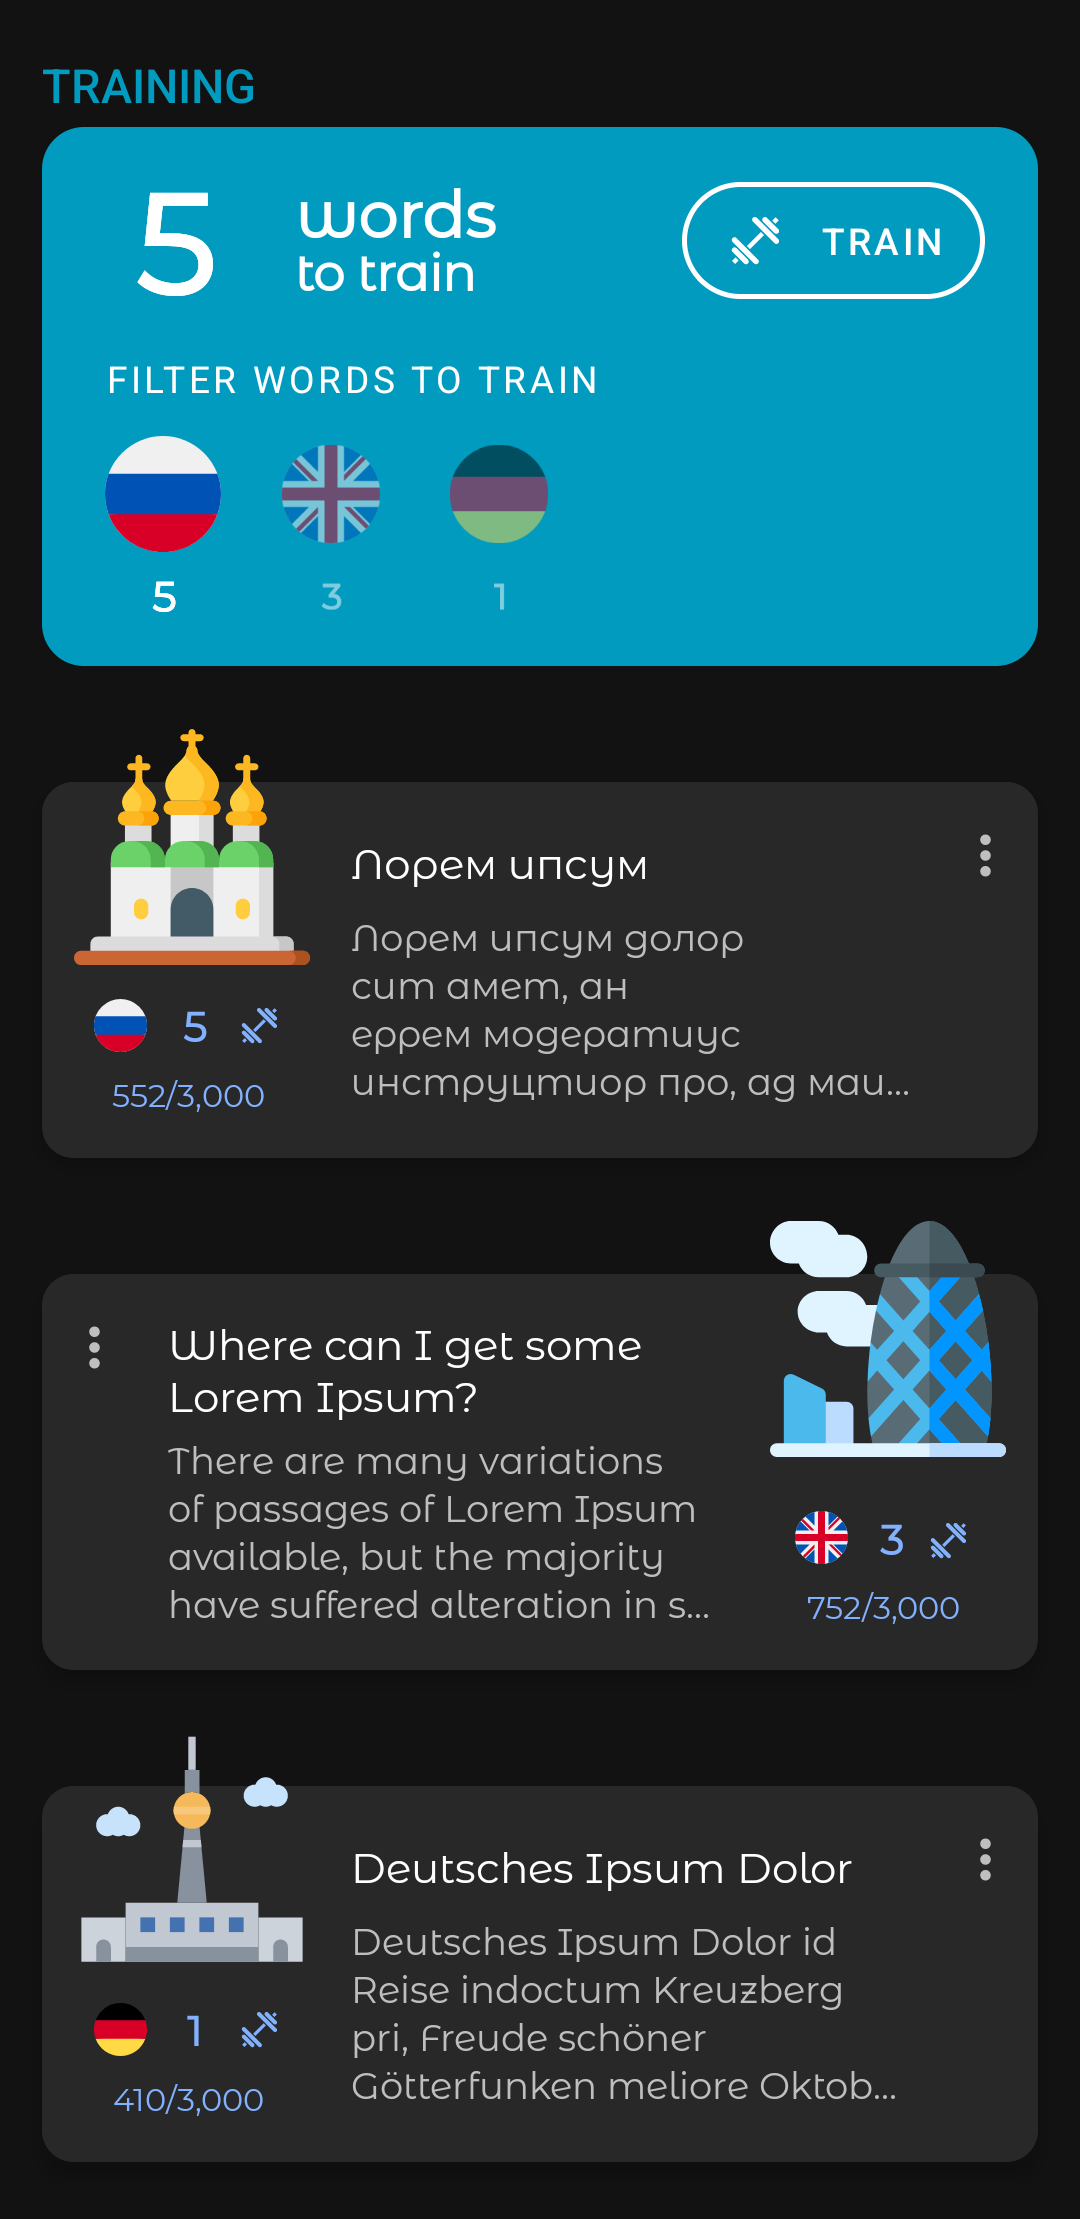 TRAINING
5 words
to train
TRAIN
FILTER WORDS TO TRAIN
5 3 1
Лорем ипсум
Лорем ипсум долор
сит амет, ан
еррем модератиус
инструцтиор про, ад маи...
5
552/3,000
Where can I get some
Lorem Ipsum?
There are many variations
of passages of Lorem Ipsum
available, but the majority
have suffered alteration in s...
3
752/3,000
Deutsches Ipsum Dolor
Deutsches Ipsum Dolor id
Reise indoctum Kreuzberg
pri, Freude schöner
Götterfunken meliore Oktob...
1
410/3,000